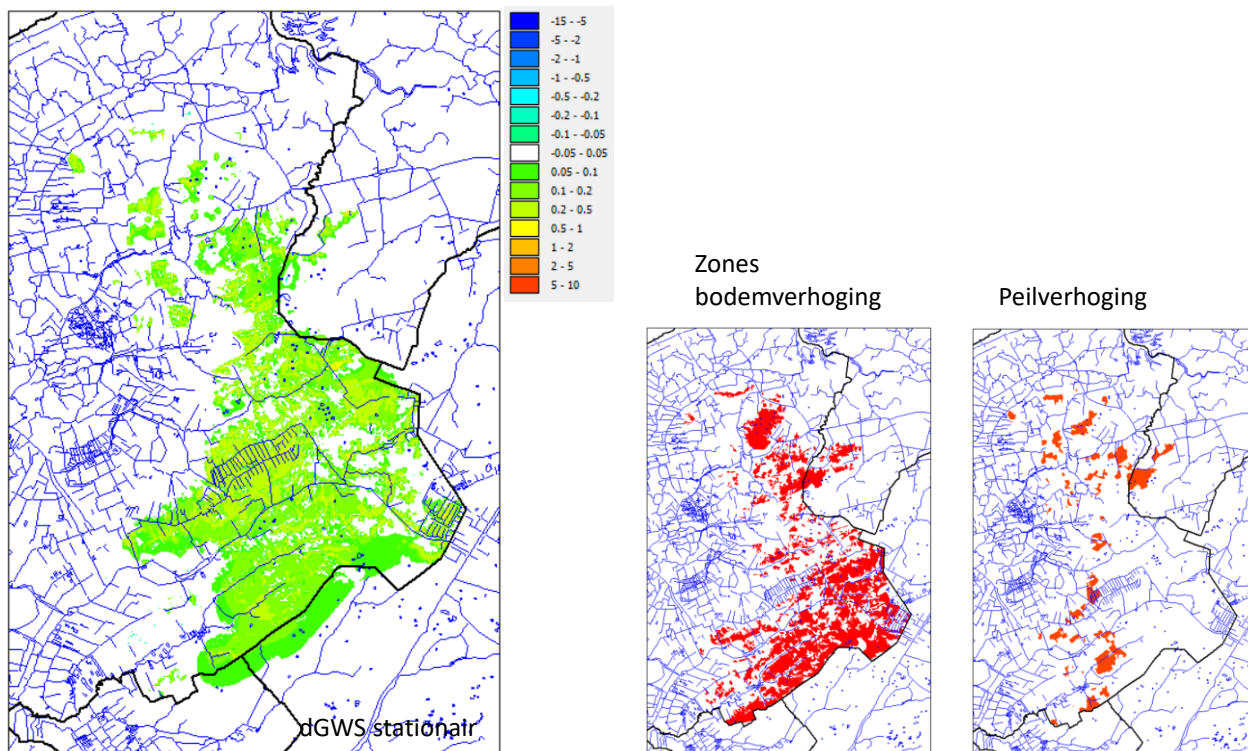 -15 - -5
-5 - -2
-2 - -1
-1 - -0.5
-0.5 - -0.2
-0.2 - -0.1
-0.1 - -0.05
-0.05 - 0.05
0.05 - 0.1
0.1 - 0.2
0.2 - 0.5
0.5 - 1
1 - 2
2 - 5
5 - 10
dGWS stationair
Zones
bodemverhoging
Peilverhoging